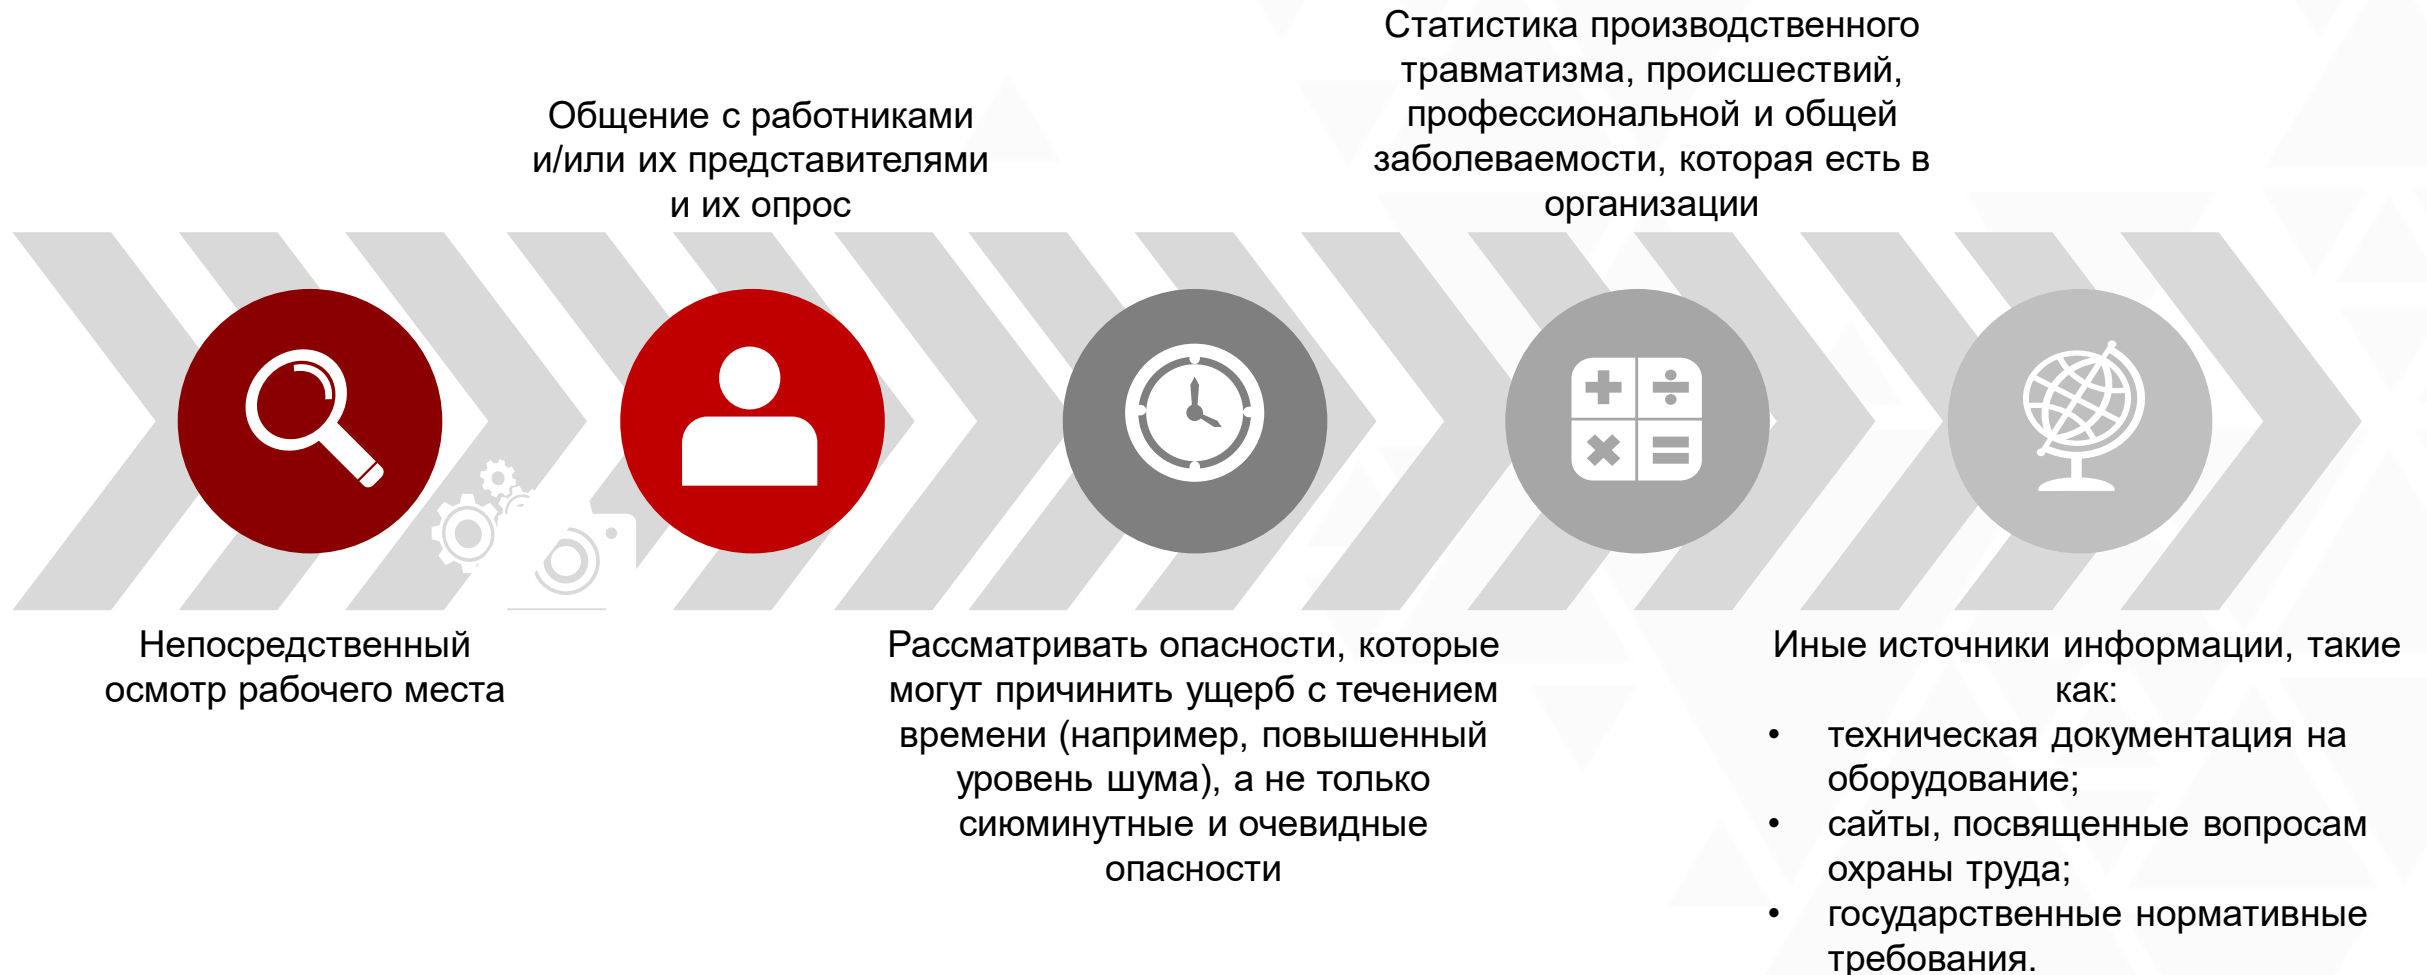 Непосредственный
осмотр рабочего места
Общение с работниками
и/или их представителями
и их опрос
Рассматривать опасности, которые
могут причинить ущерб с течением
времени (например, повышенный
уровень шума), а не только
сиюминутные и очевидные
опасности
Статистика производственного
травматизма, происшествий,
профессиональной и общей
заболеваемости, которая есть в
организации
Иные источники информации, такие
как:
• техническая документация на
оборудование;
• сайты, посвященные вопросам
охраны труда;
• государственные нормативные
требования.